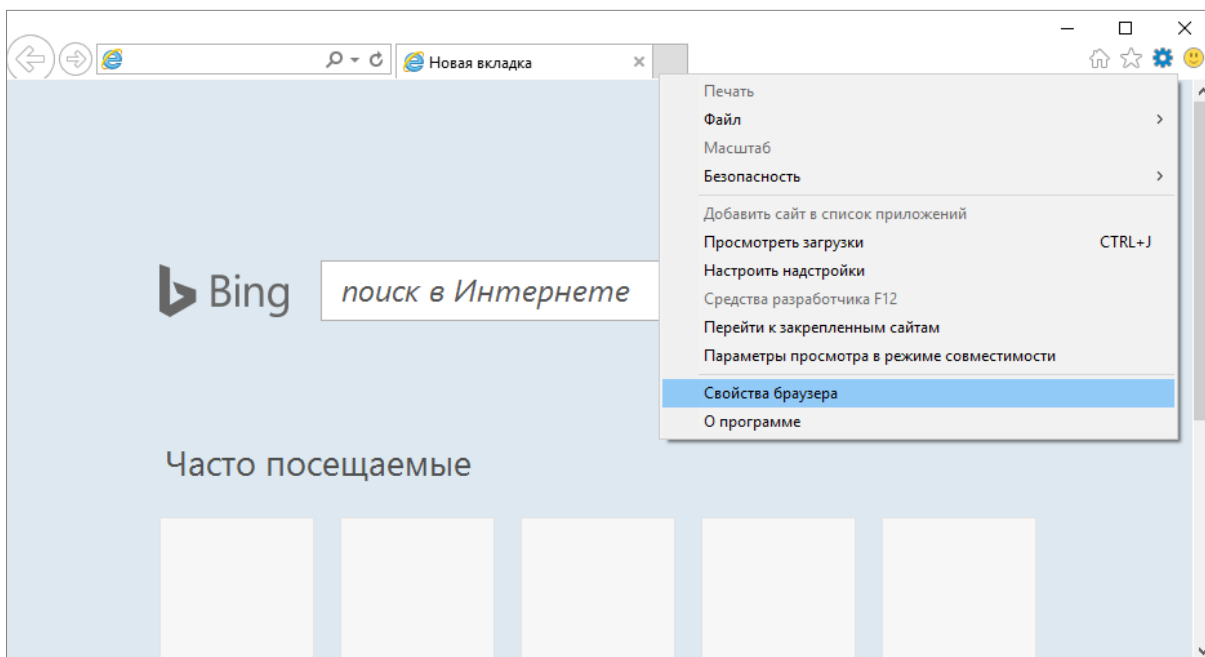 Новая вкладка
Печать
Файл
Масштаб
Безопасность
Добавить сайт в список приложений
Просмотреть загрузки CTRL+J
Настроить надстройки
Средства разработчика F12
Перейти к закрепленным сайтам
Параметры просмотра в режиме совместимости
Свойства браузера
О программе
Bing
поиск в Интернете
Часто посещаемые